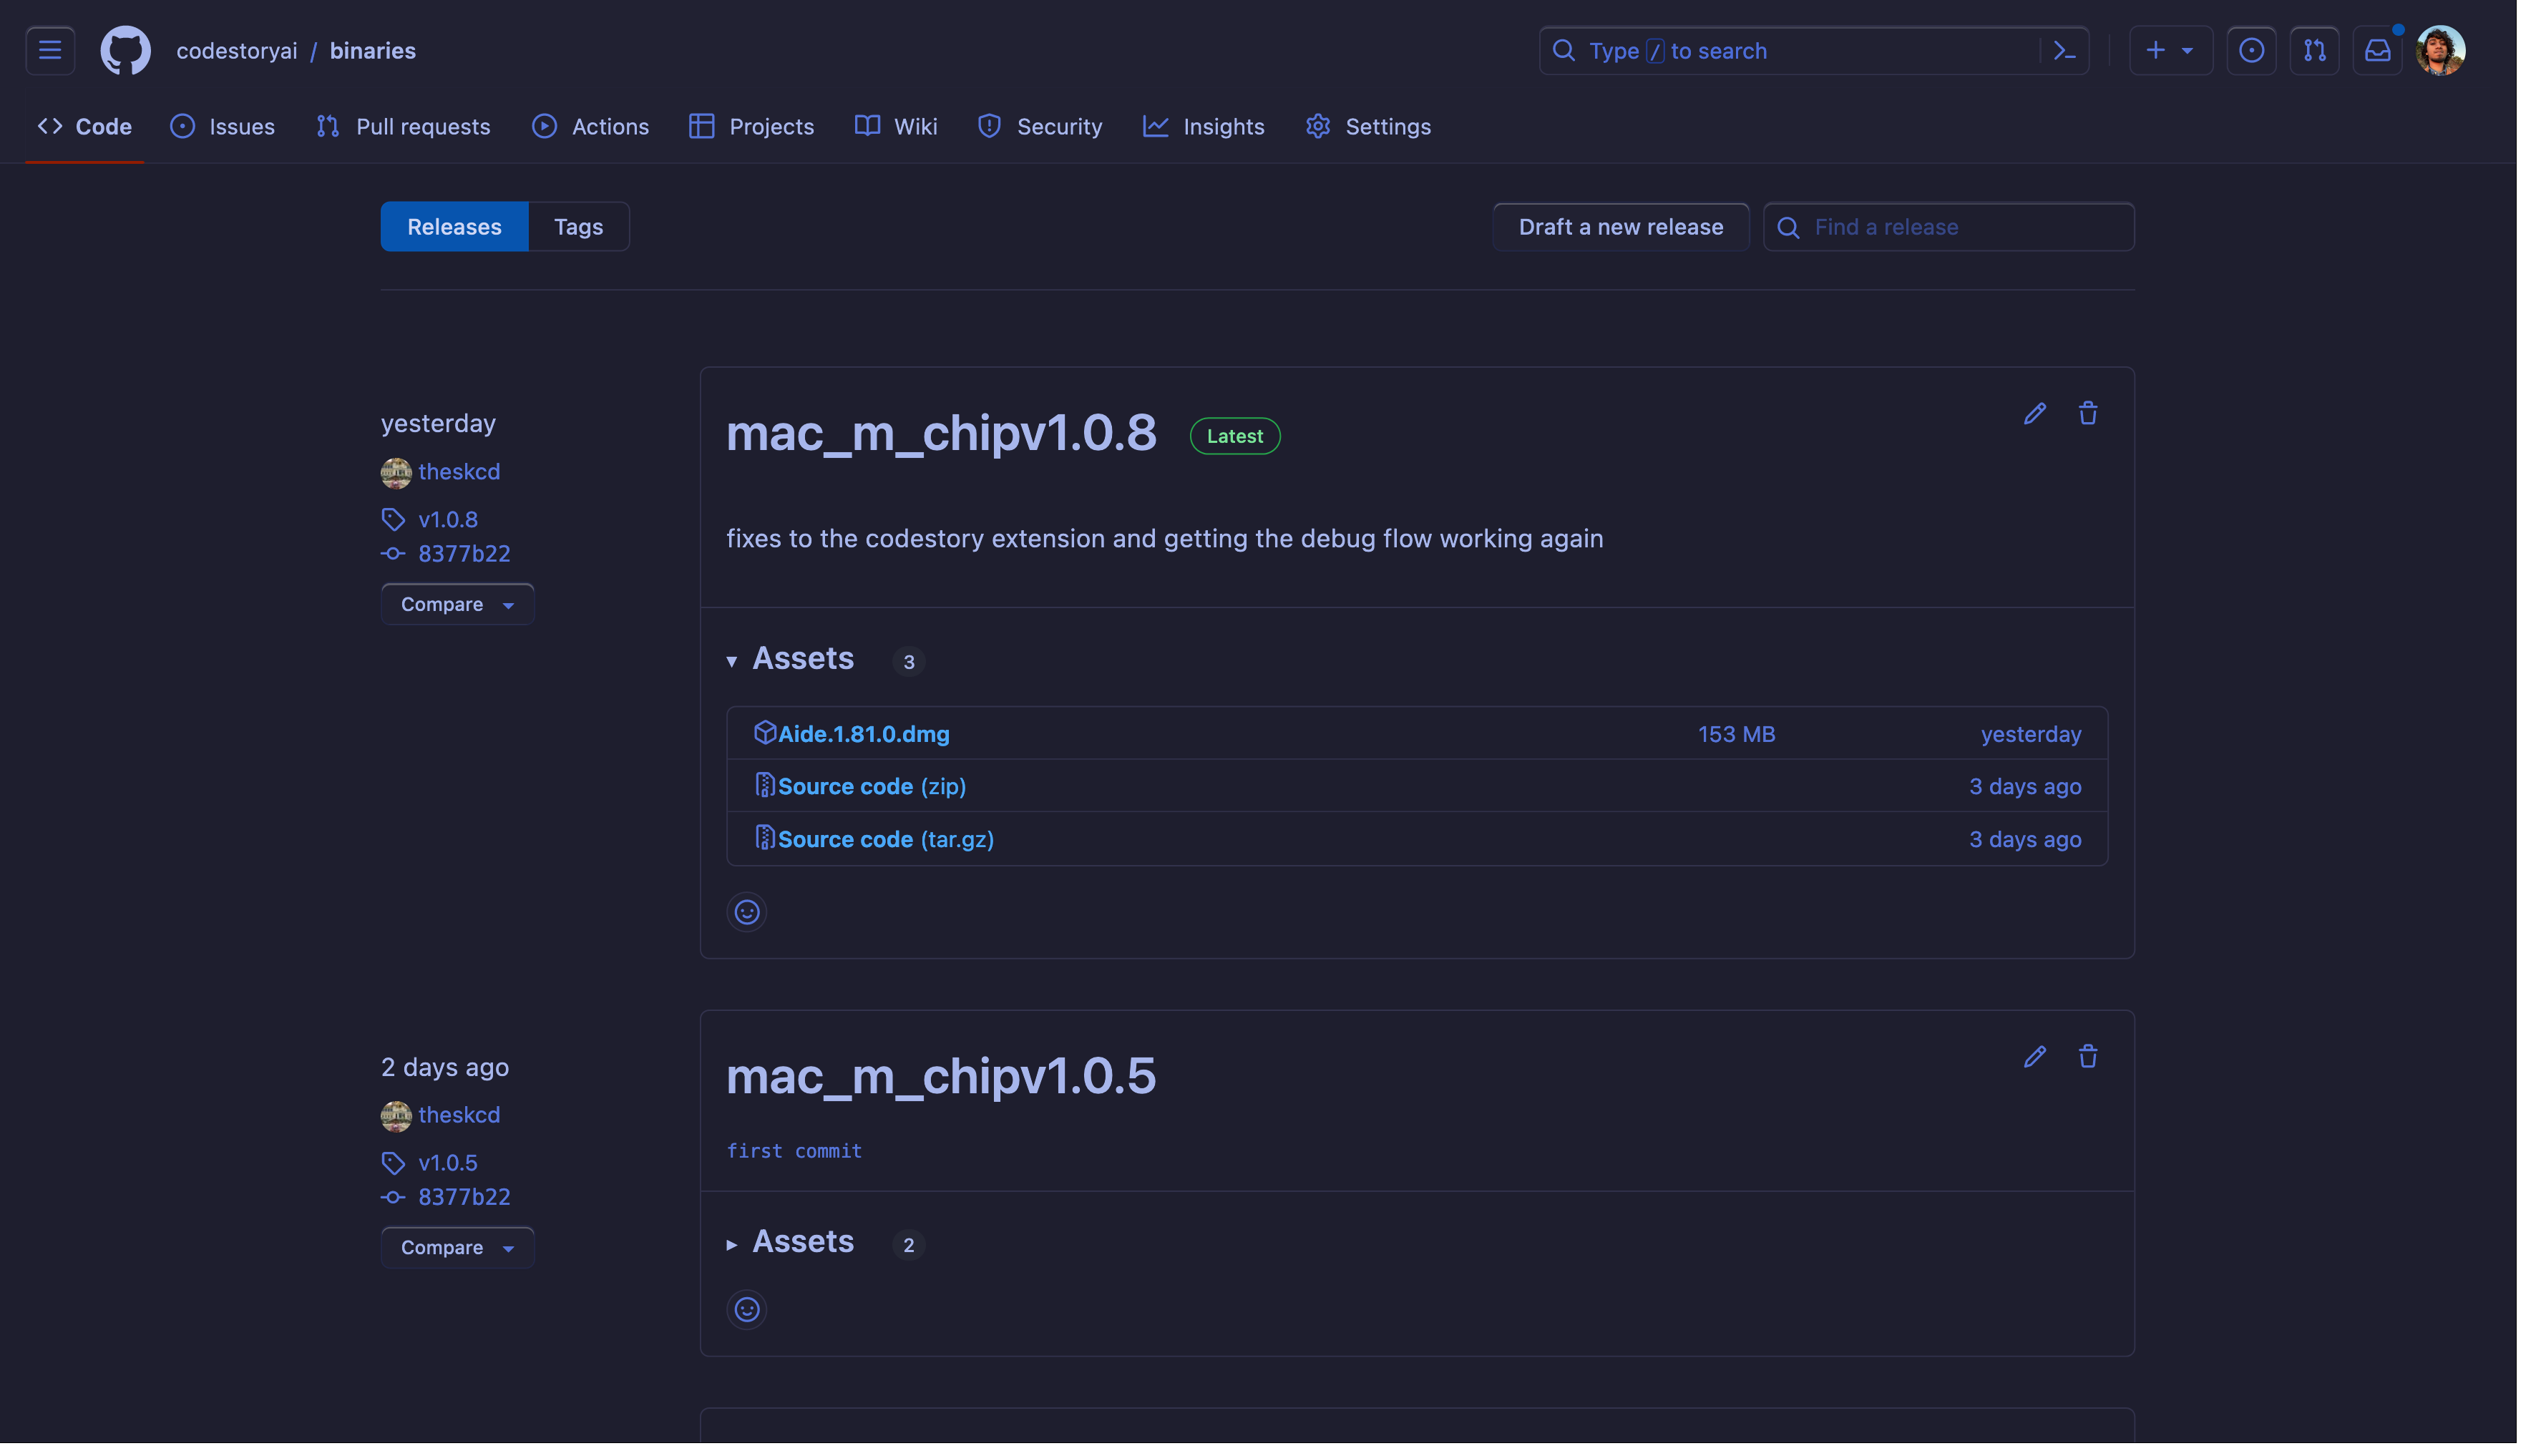 codestoryai / binaries
Type / to search
Code Issues Pull requests Actions Projects Wiki Security Insights Settings
Releases Tags
Draft a new release
Find a release
yesterday
theskcd
v1.0.8
8377b22
Compare
mac_m_chipv1.0.8 Latest
fixes to the codestory extension and getting the debug flow working again
Assets 3
Aide.1.81.0.dmg 153 MB yesterday
Source code (zip) 3 days ago
Source code (tar.gz) 3 days ago
2 days ago
theskcd
v1.0.5
8377b22
Compare
mac_m_chipv1.0.5
first commit
Assets 2